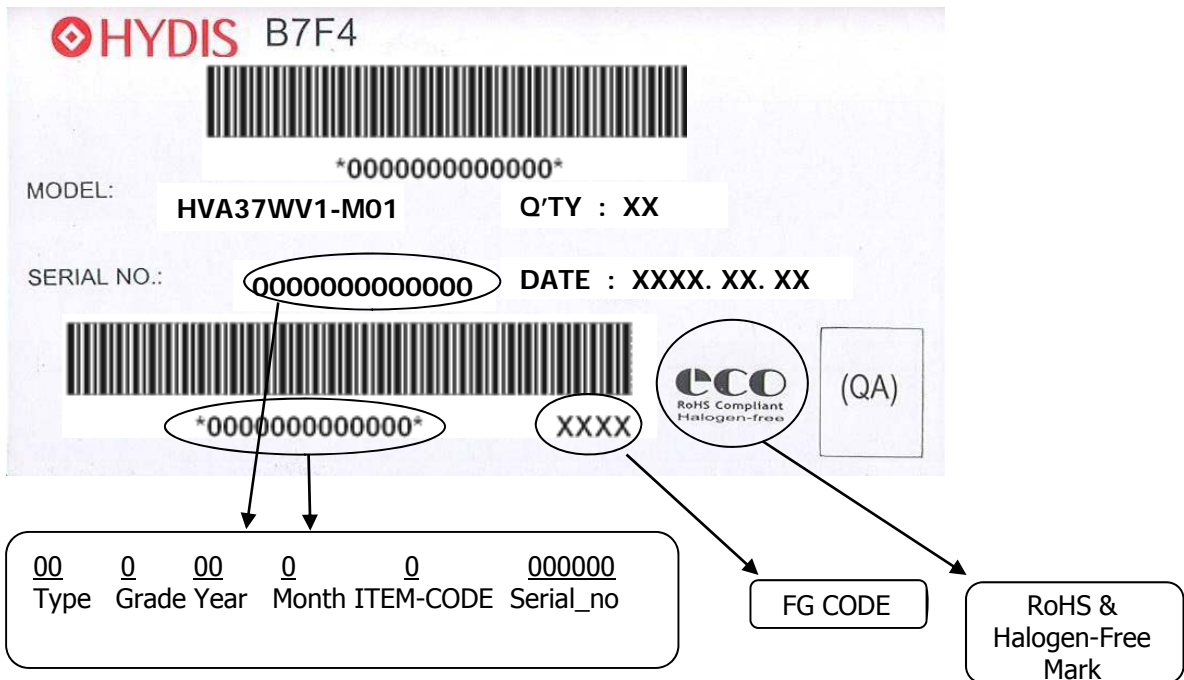 HYDIS B7F4
*0000000000000*
MODEL:
HVA37WV1-M01 Q'TY : XX
SERIAL NO.:
0000000000000 DATE : XXXX. XX. XX
eco
RoHS Compliant
Halogen-free
(QA)
*0000000000000* XXXX
00 0 00 0 0 000000
Type Grade Year Month ITEM-CODE Serial_no
FG CODE
RoHS &
Halogen-Free
Mark